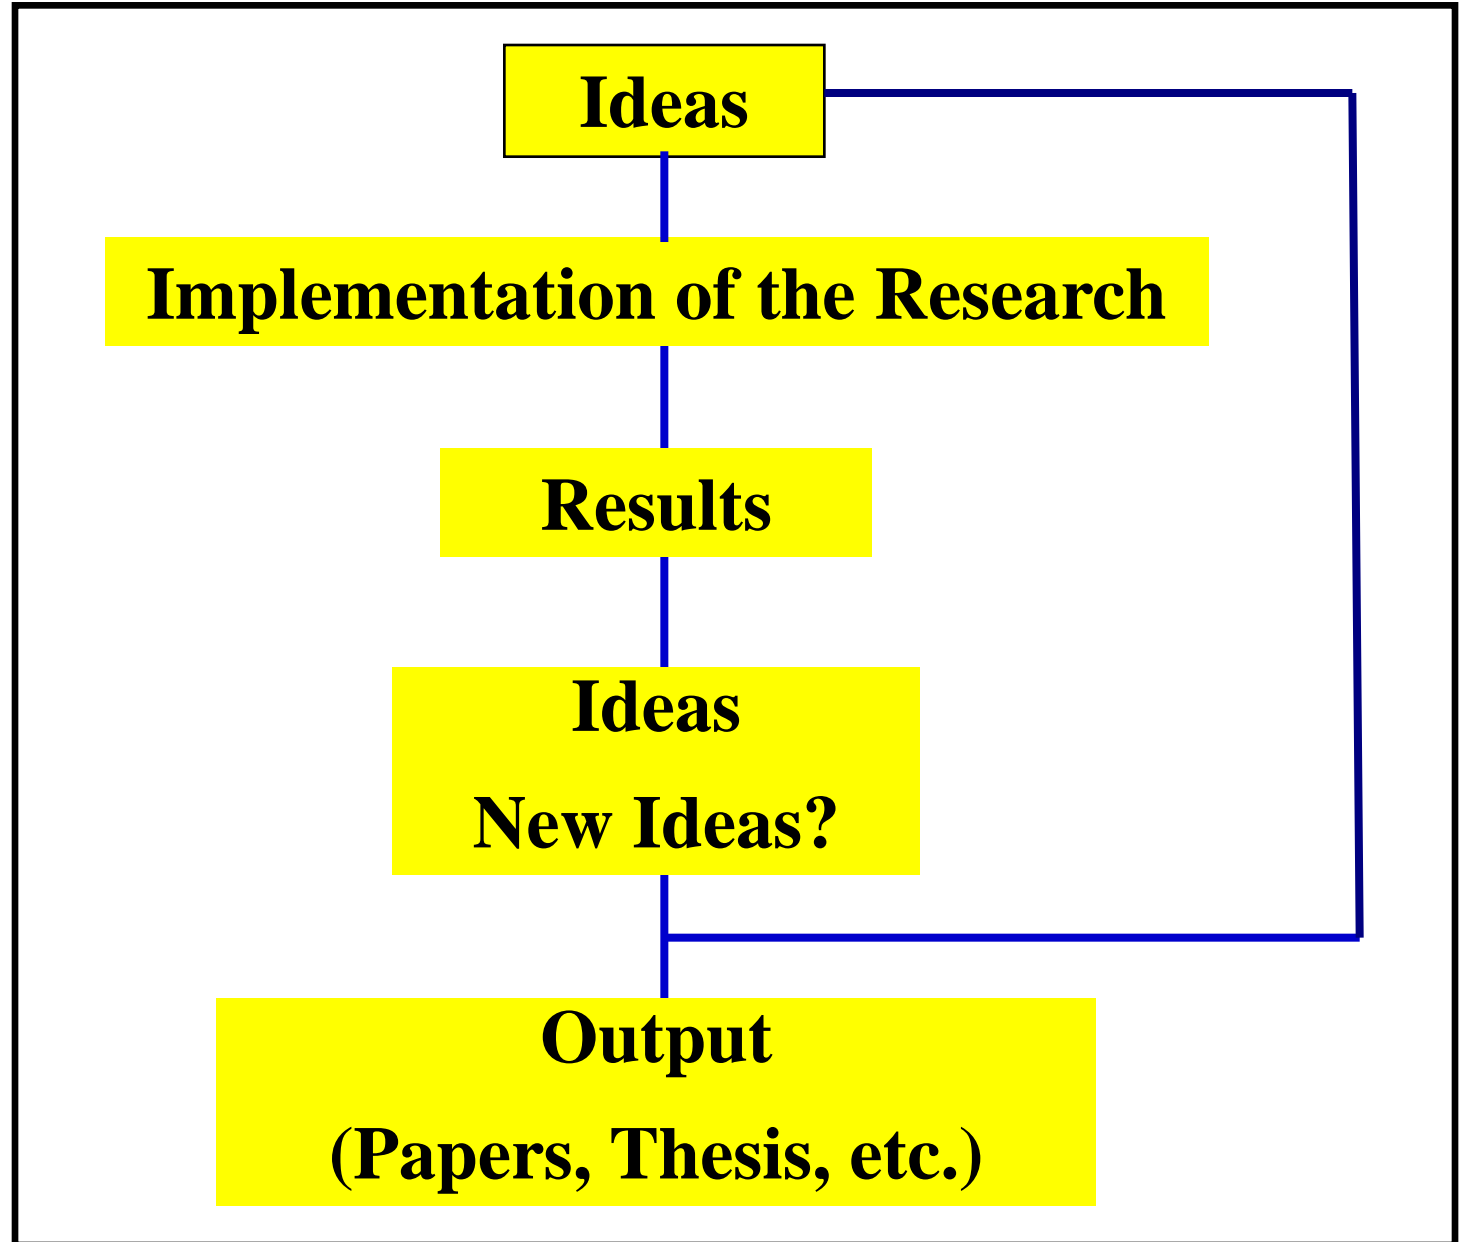 Ideas
Implementation of the Research
Results
Ideas
New Ideas?
Output
(Papers, Thesis, etc.)